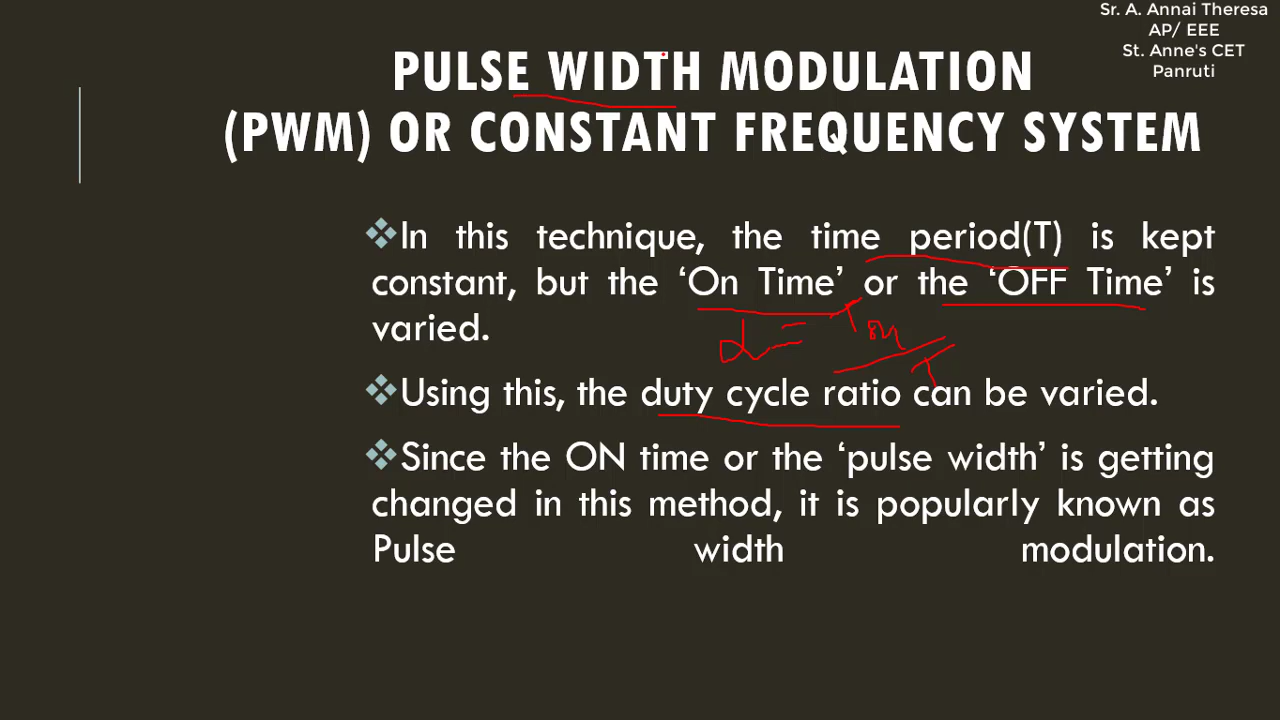 Sr. A. Annai Theresa
AP/ EEE
St. Anne's CET
Panruti
PULSE WIDTH MODULATION
(PWM) OR CONSTANT FREQUENCY SYSTEM
❖In this technique, the time period(T) is kept
constant, but the ‘On Time’ or the ‘OFF Time’ is
varied.
α = Ton/T
❖Using this, the duty cycle ratio can be varied.
❖Since the ON time or the ‘pulse width’ is getting
changed in this method, it is popularly known as
Pulse width modulation.